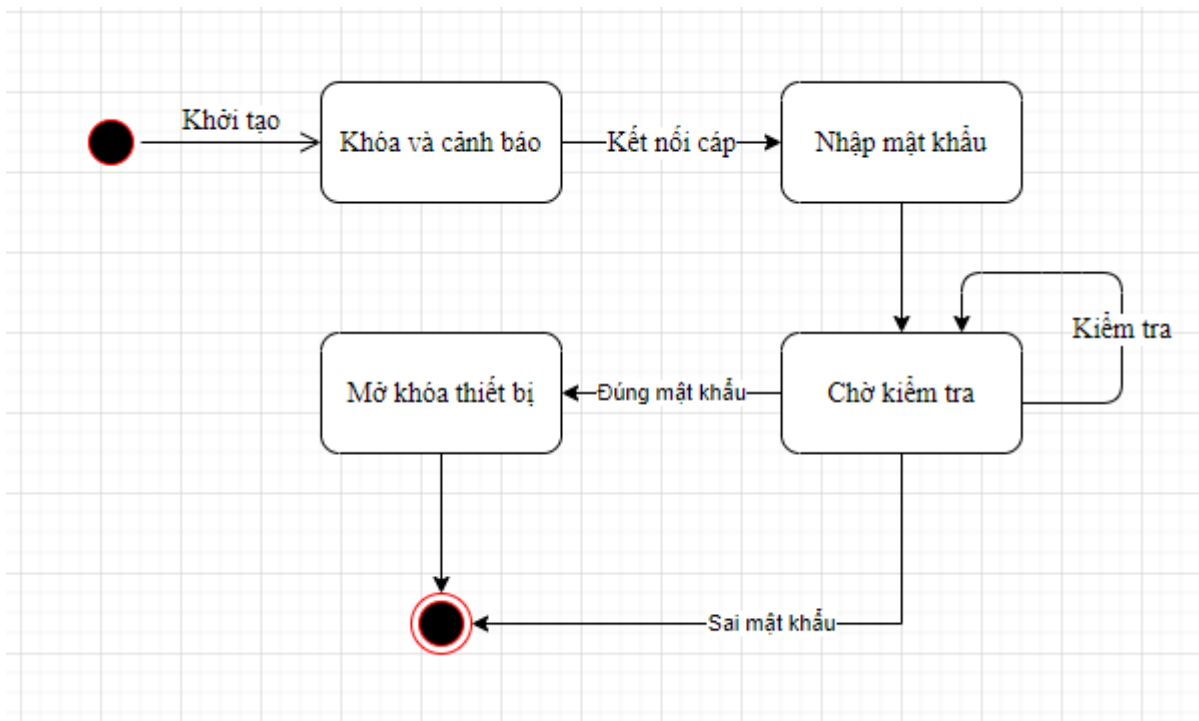 Khởi tạo
Khóa và cảnh báo
Kết nối cáp
Nhập mật khẩu
Kiểm tra
Mở khóa thiết bị
Đúng mật khẩu
Chờ kiểm tra
Sai mật khẩu